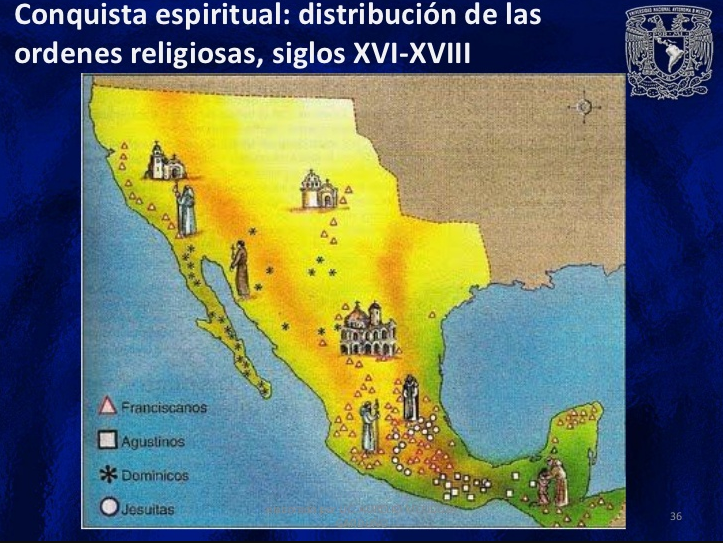 Conquista espiritual: distribución de las
ordenes religiosas, siglos XVI-XVIII
Franciscanos
Agustinos
Dominicos
Jesuitas
36